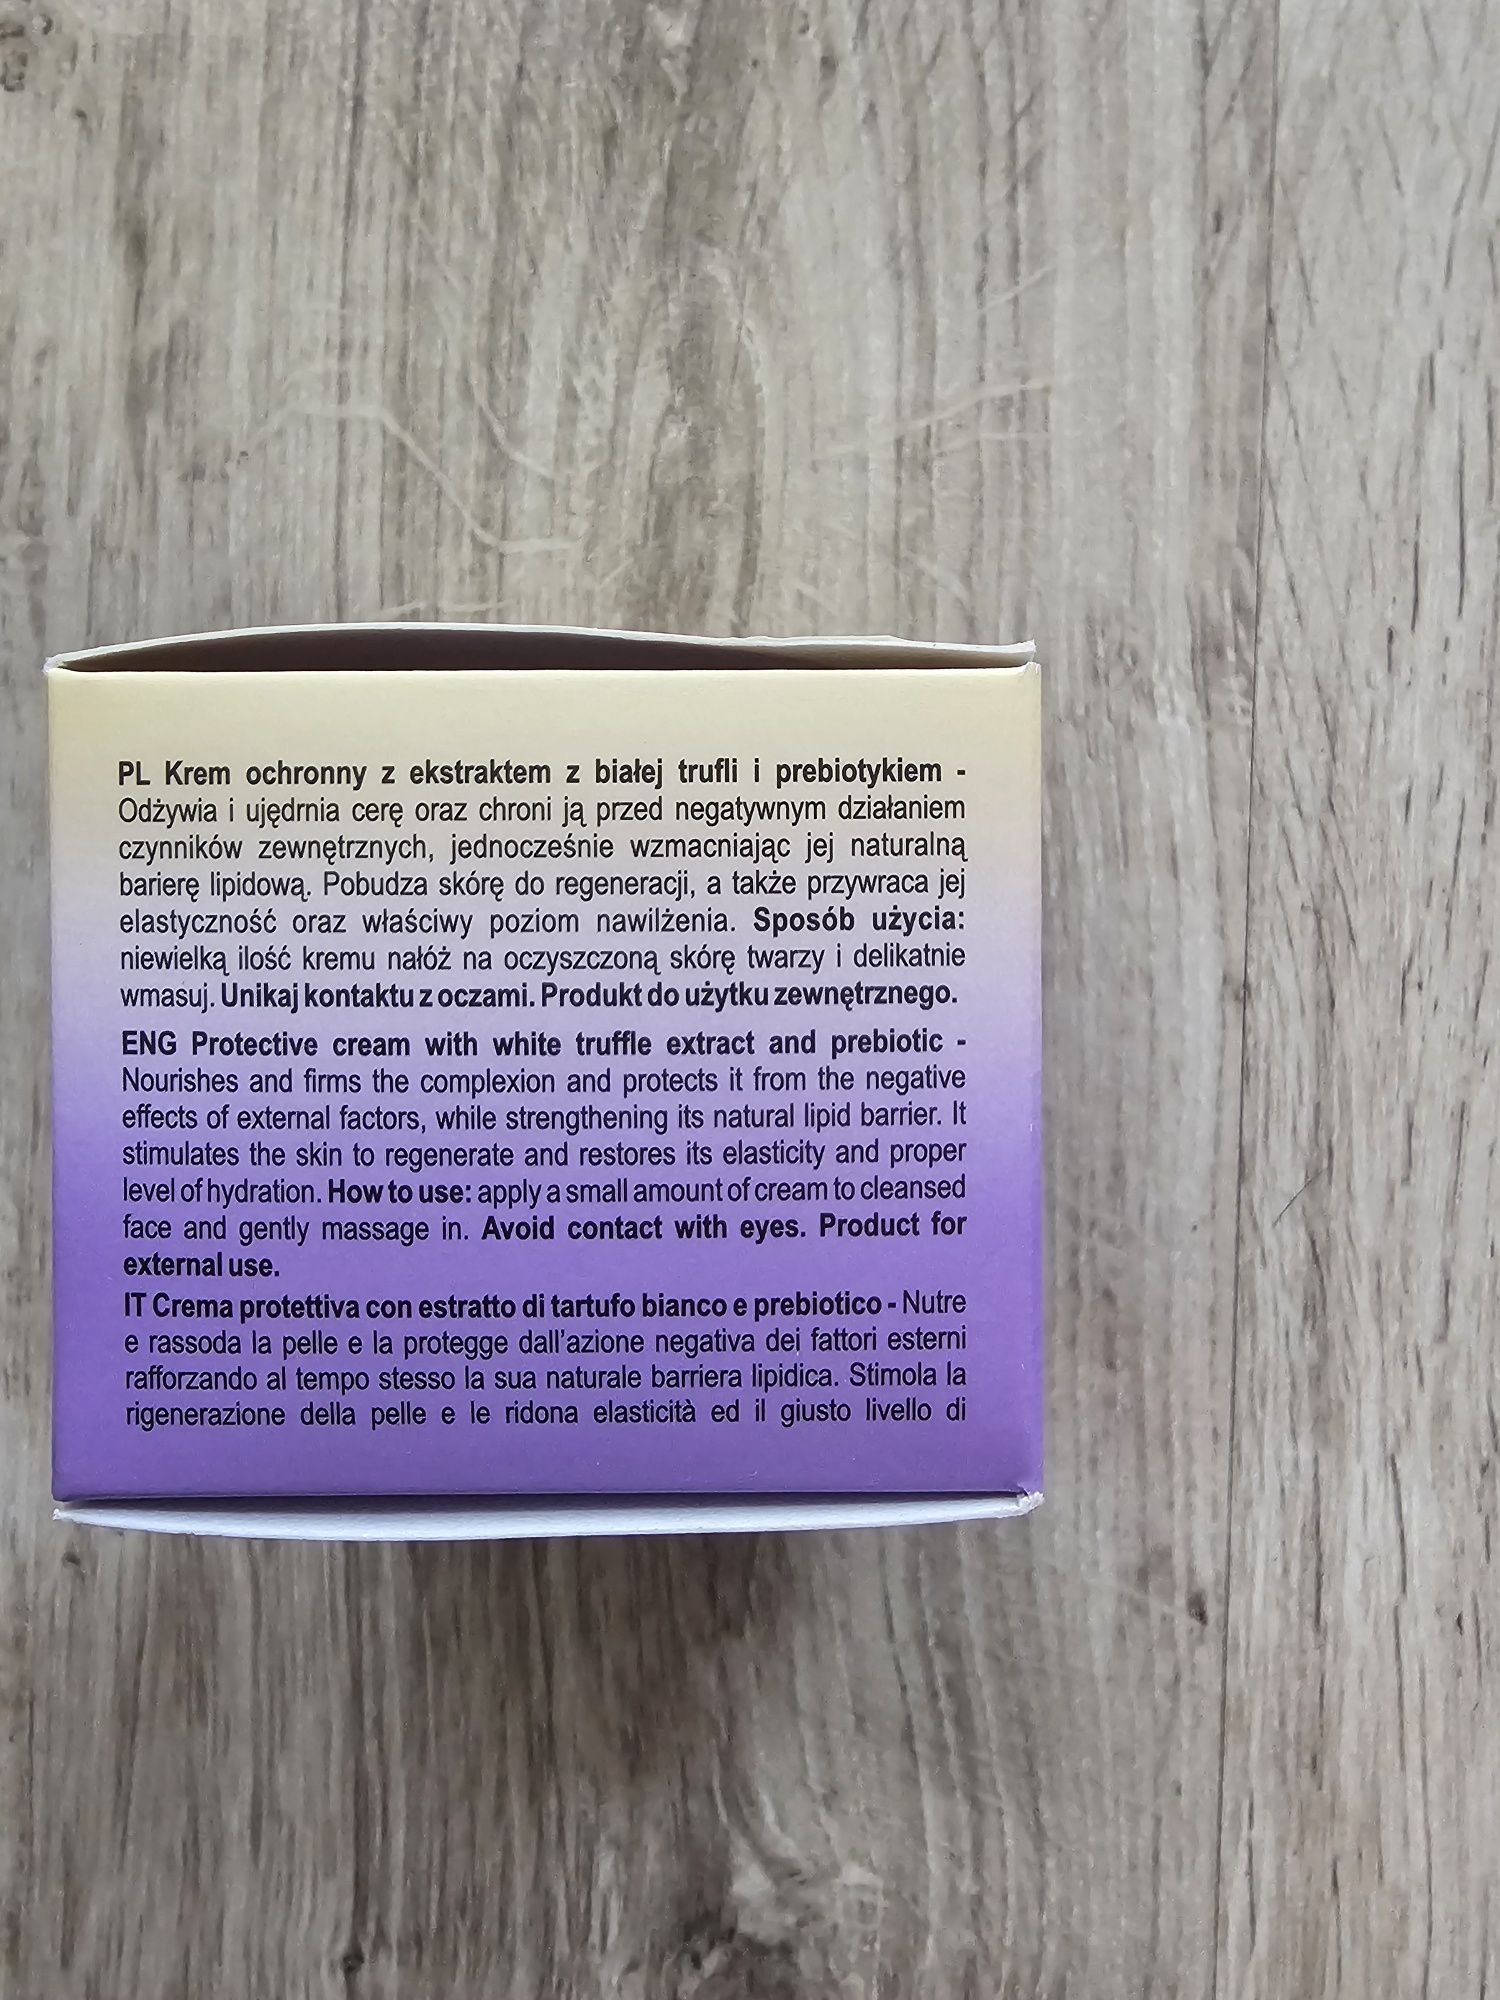 PL Krem ochronny z ekstraktem z białej trufli i prebiotykiem -
Odżywia i ujędrnia cerę oraz chroni ją przed negatywnym działaniem
czynników zewnętrznych, jednocześnie wzmacniając jej naturalną
barierę lipidową. Pobudza skórę do regeneracji, a także przywraca jej
elastyczność oraz właściwy poziom nawilżenia. Sposób użycia:
niewielką ilość kremu nałóż na oczyszczoną skórę twarzy i delikatnie
wmasuj. Unikaj kontaktu z oczami. Produkt do użytku zewnętrznego.
ENG Protective cream with white truffle extract and prebiotic -
Nourishes and firms the complexion and protects it from the negative
effects of external factors, while strengthening its natural lipid barrier. It
stimulates the skin to regenerate and restores its elasticity and proper
level of hydration. How to use: apply a small amount of cream to cleansed
face and gently massage in. Avoid contact with eyes. Product for
external use.
IT Crema protettiva con estratto di tartufo bianco e prebiotico - Nutre
e rassoda la pelle e la protegge dall'azione negativa dei fattori esterni
rafforzando al tempo stesso la sua naturale barriera lipidica. Stimola la
rigenerazione della pelle e le ridona elasticità ed il giusto livello di